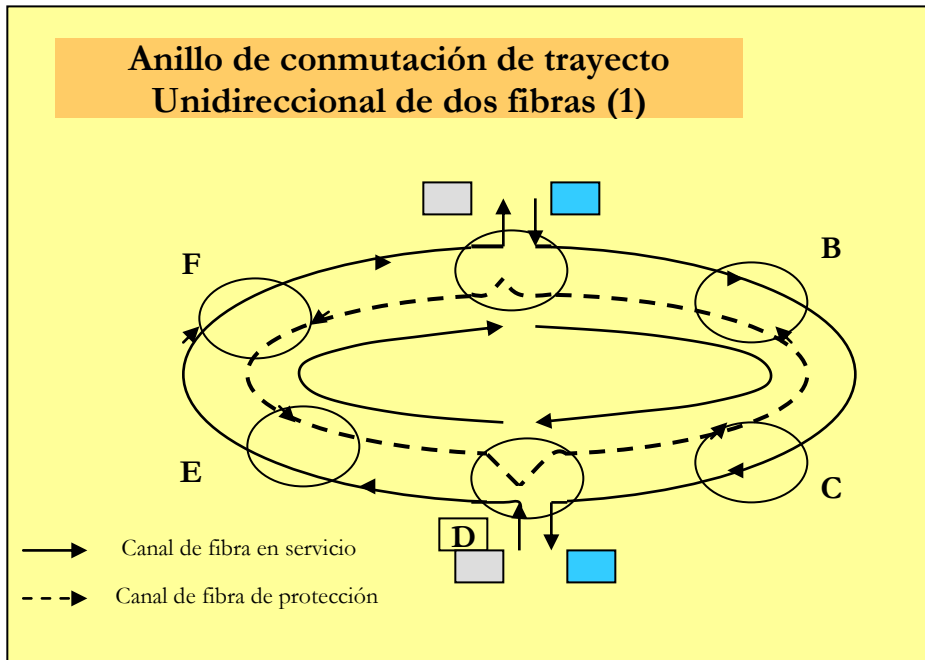 Anillo de conmutación de trayecto
Unidireccional de dos fibras (1)
F
B
E
C
D
Canal de fibra en servicio
Canal de fibra de protección